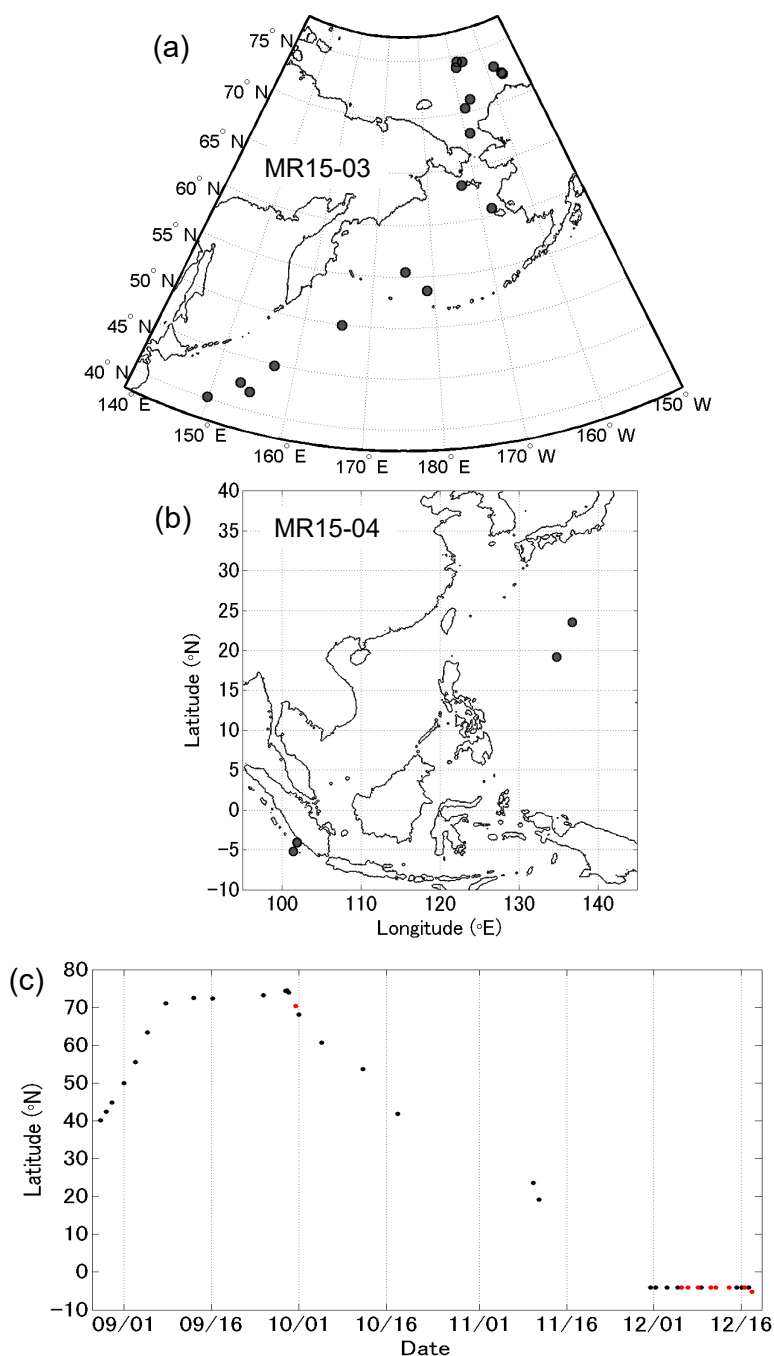 (a)
75° N
70° N
65° N
60° N
55° N
50° N
45° N
40° N
MR15-03
140° E
150° E
160° E
170° E
180° E
170° W
160° W
150° W
(b)
MR15-04
40
35
30
25
20
15
10
5
0
−5
−10
Latitude (°N)
100 110 120 130 140
Longitude (°E)
(c)
80
70
60
50
40
30
20
10
0
−10
Latitude (°N)
09/01 09/16 10/01 10/16 11/01 11/16 12/01 12/16
Date